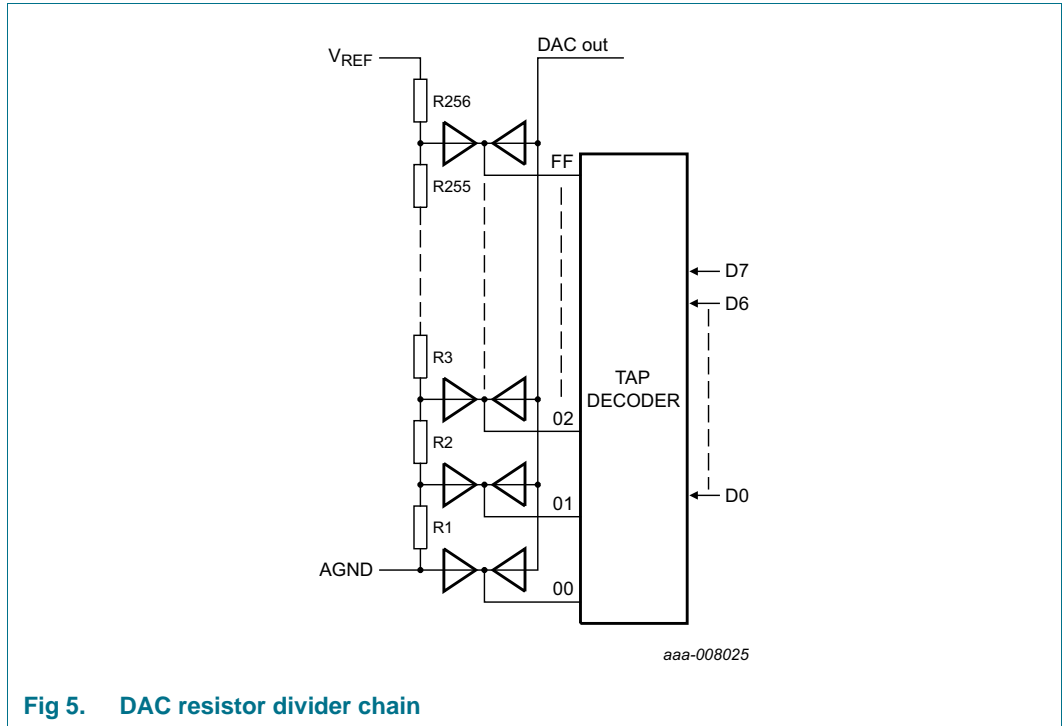 VREF
DAC out
R256
FF
R255
D7
D6
R3
TAP
DECODER
02
R2
D0
01
R1
AGND
00
aaa-008025
Fig 5. DAC resistor divider chain